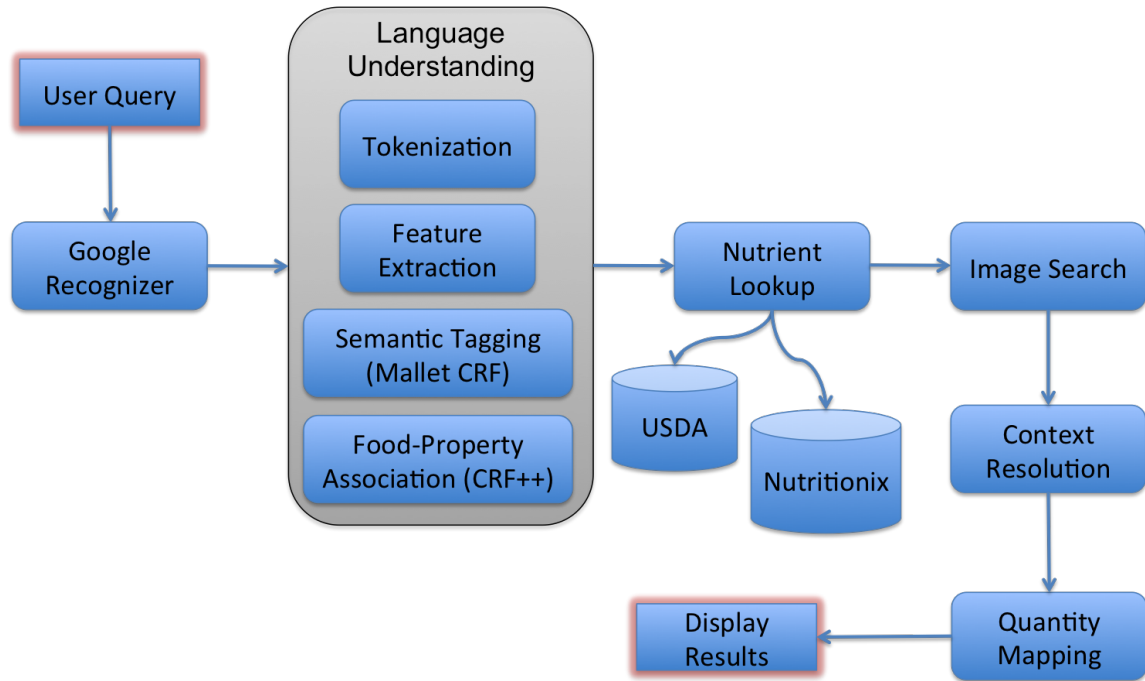 User Query
Google
Recognizer
Language
Understanding
Tokenization
Feature
Extraction
Semantic Tagging
(Mallet CRF)
Food-Property
Association (CRF++)
Nutrient
Lookup
USDA
Nutritionix
Image Search
Context
Resolution
Quantity
Mapping
Display
Results